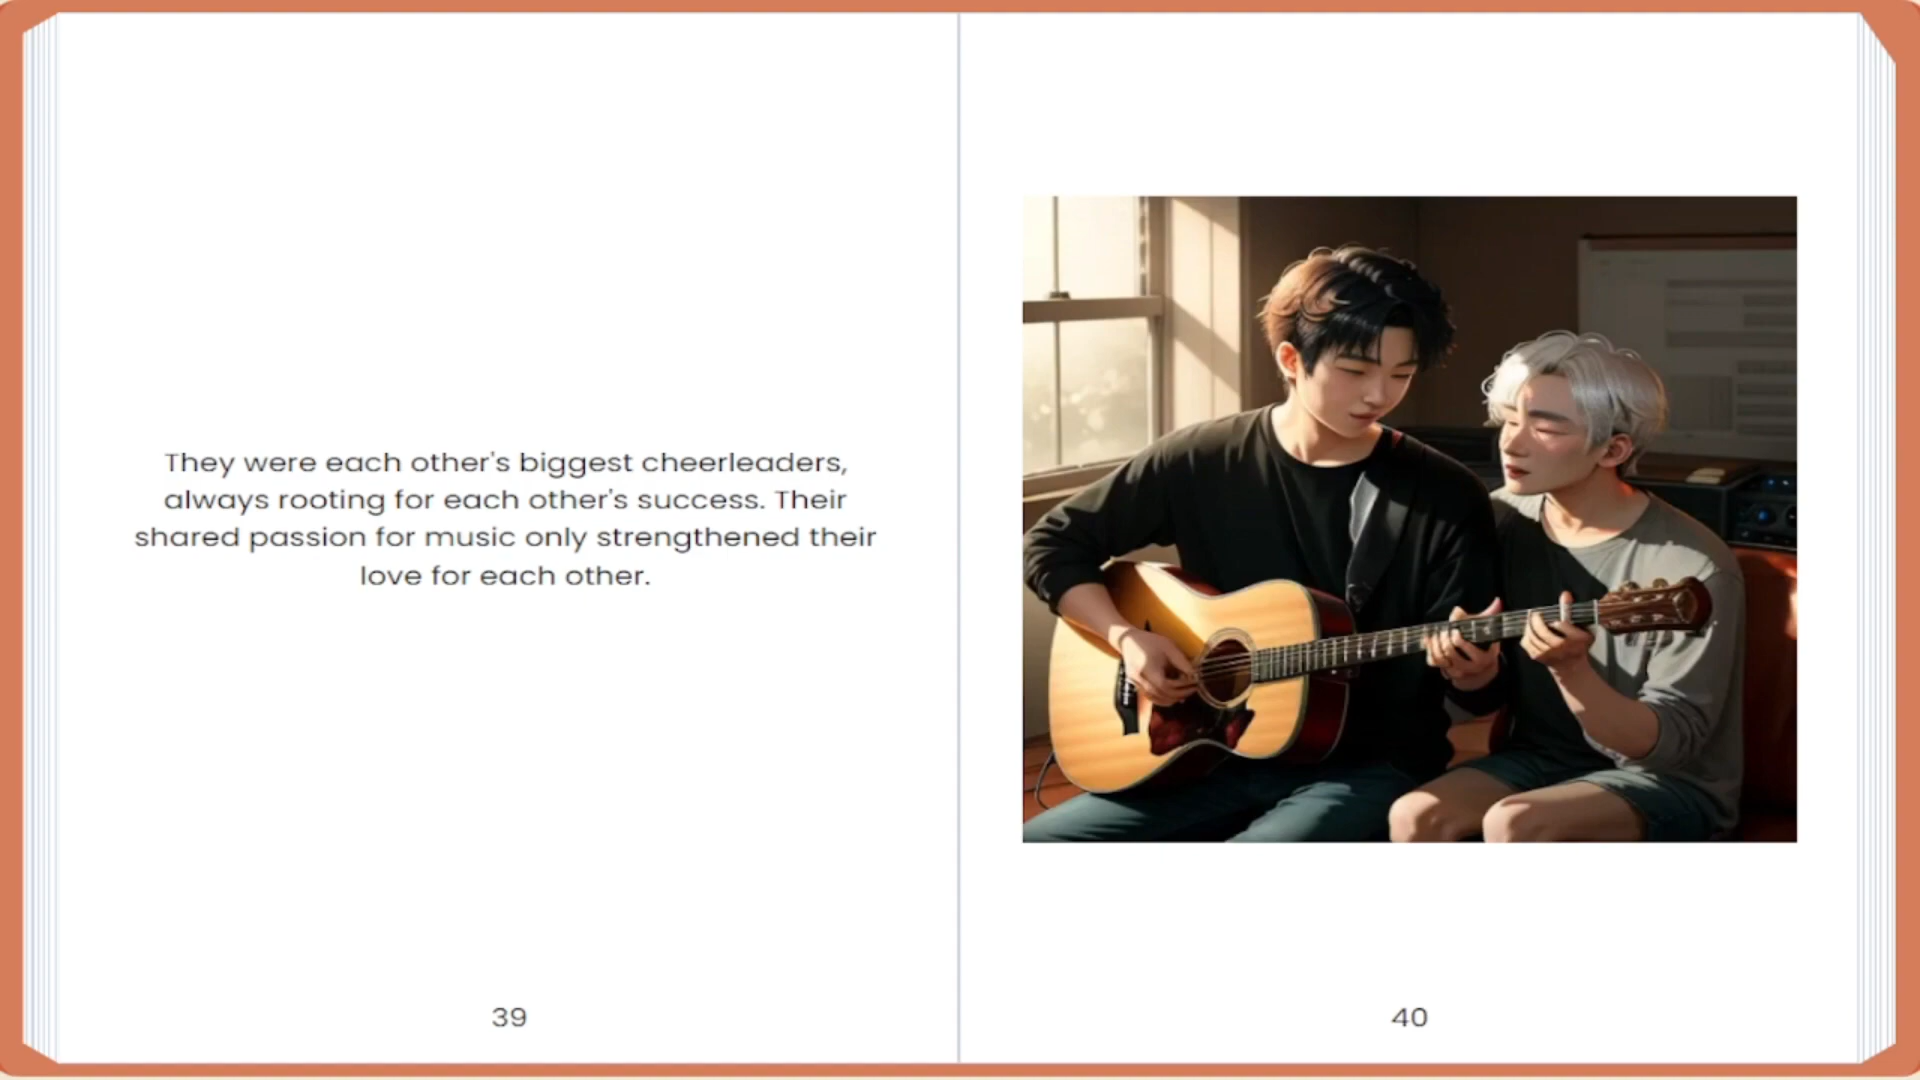 They were each other's biggest cheerleaders,
always rooting for each other's success. Their
shared passion for music only strengthened their
love for each other.
39
40